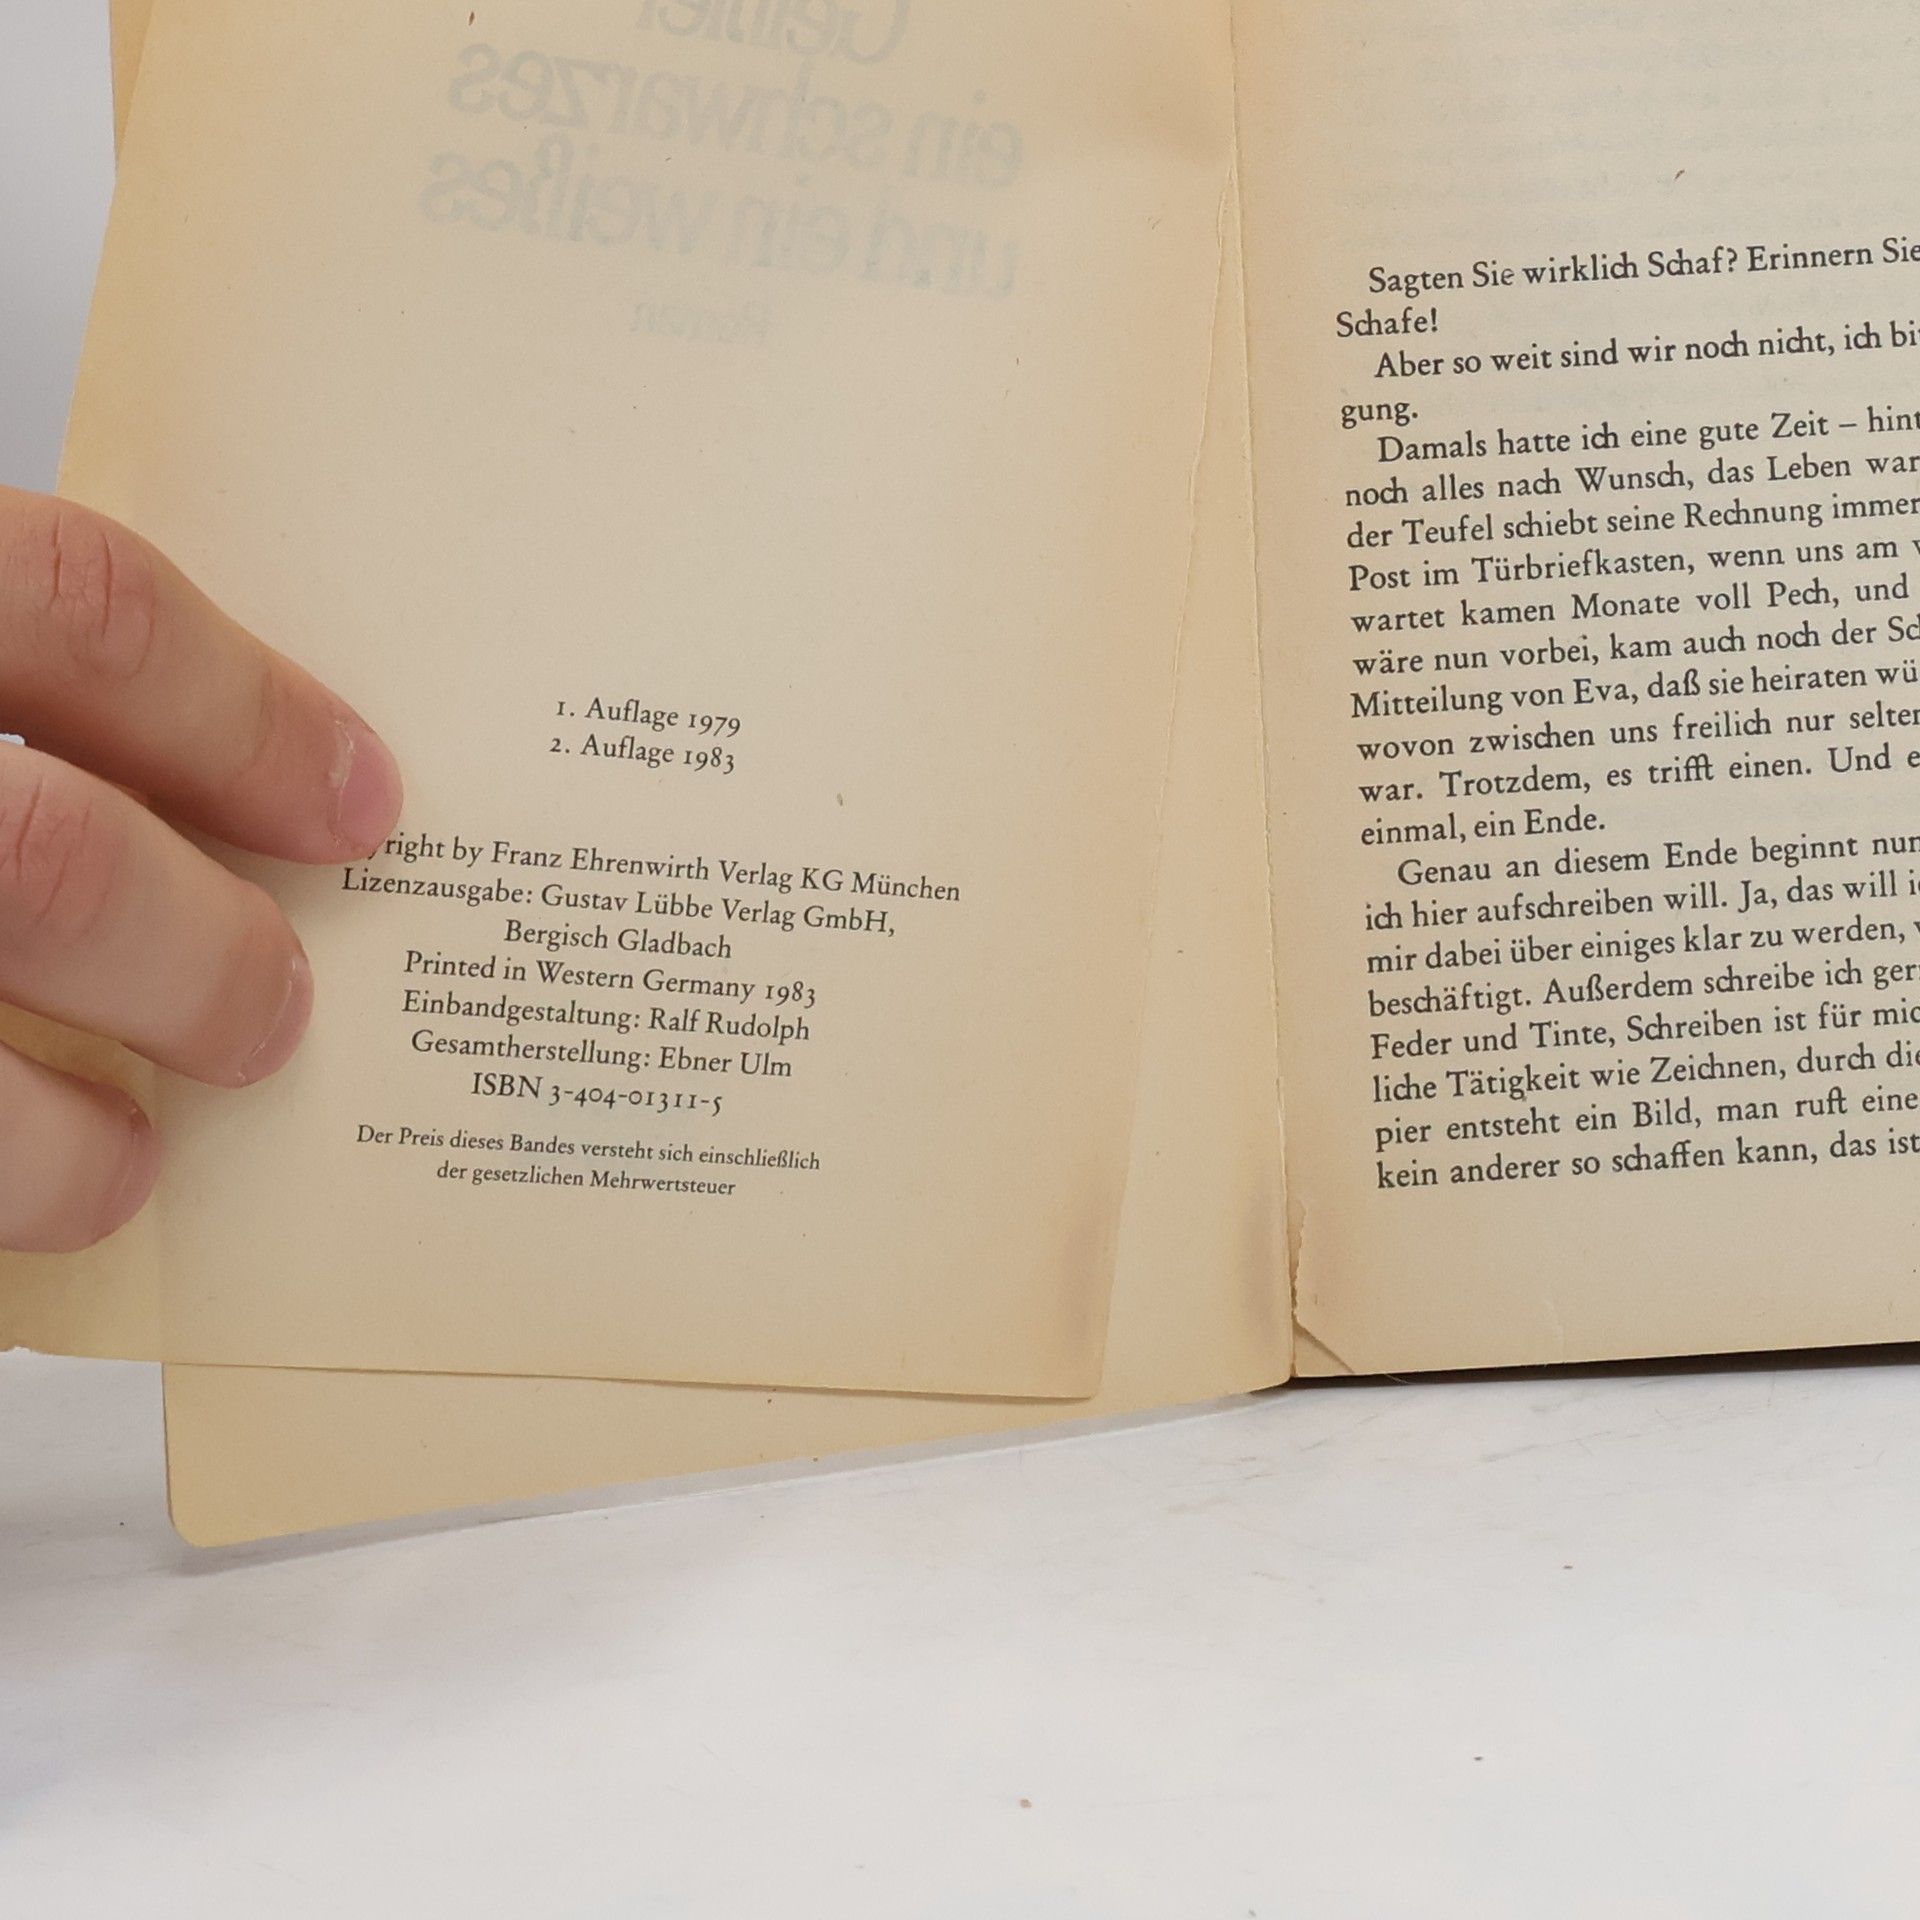 ein schwarzes
und ein weißes
Roman
1. Auflage 1979
2. Auflage 1983
yright by Franz Ehrenwirth Verlag KG München
Lizenzausgabe: Gustav Lübbe Verlag GmbH,
Bergisch Gladbach
Printed in Western Germany 1983
Einbandgestaltung: Ralf Rudolph
Gesamtherstellung: Ebner Ulm
ISBN 3-404-01311-5
Der Preis dieses Bandes versteht sich einschließlich
der gesetzlichen Mehrwertsteuer
Sagten Sie wirklich Schaf? Erinnern Sie
Schafe!
Aber so weit sind wir noch nicht, ich bi
gung.
Damals hatte ich eine gute Zeit – hint
noch alles nach Wunsch, das Leben war
der Teufel schiebt seine Rechnung immer
Post im Türbriefkasten, wenn uns am
wartet kamen Monate voll Pech, und
wäre nun vorbei, kam auch noch der Sc
Mitteilung von Eva, daß sie heiraten wü
wovon zwischen uns freilich nur selten
war. Trotzdem, es trifft einen. Und e
einmal, ein Ende.
Genau an diesem Ende beginnt nun
ich hier aufschreiben will. Ja, das will i
mir dabei über einiges klar zu werden,
beschäftigt. Außerdem schreibe ich ger
Feder und Tinte, Schreiben ist für mic
liche Tätigkeit wie Zeichnen, durch die
pier entsteht ein Bild, man ruft eine
kein anderer so schaffen kann, das ist